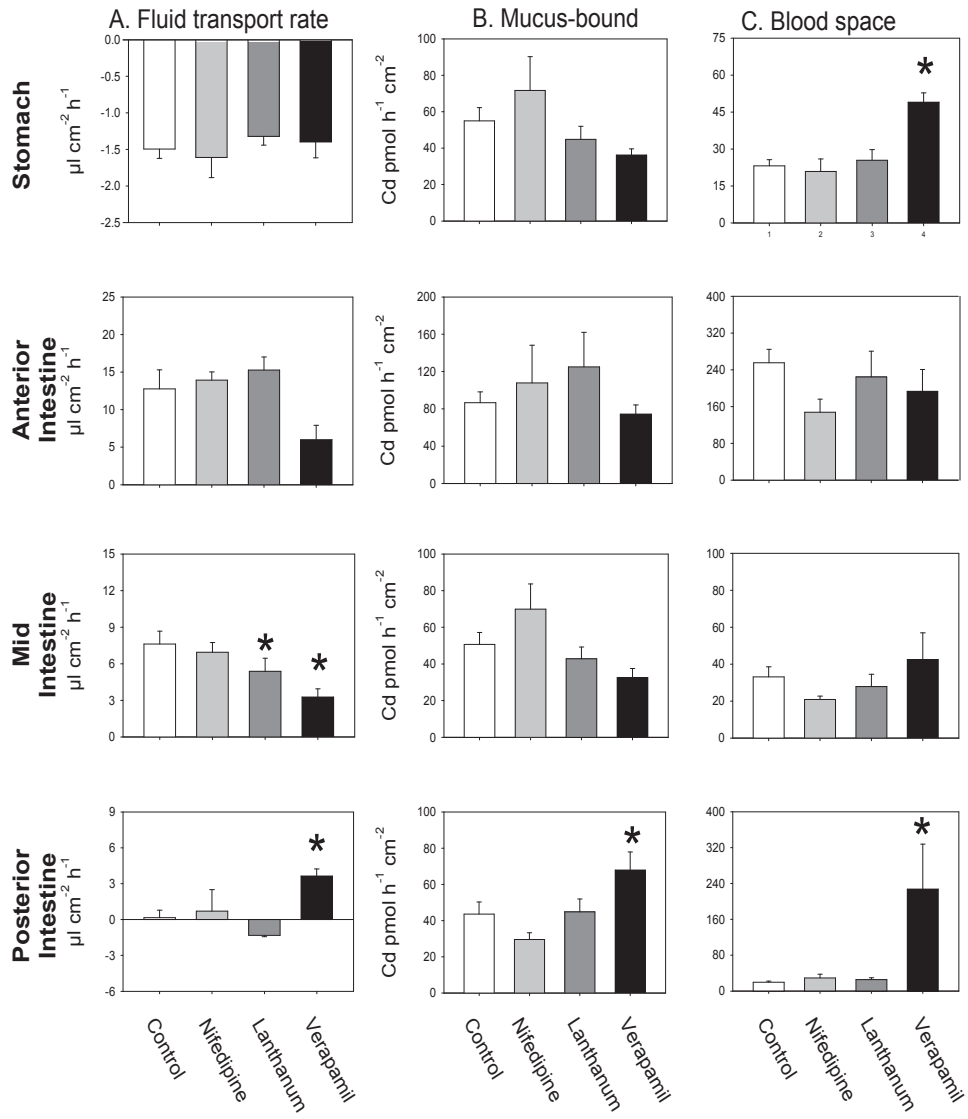 A. Fluid transport rate
B. Mucus-bound
C. Blood space
Stomach
µl cm⁻² h⁻¹
0.0
-0.5
-1.0
-1.5
-2.0
-2.5
Cd pmol h⁻¹ cm⁻²
100
80
60
40
20
0
75
60
45
30
15
0
*
1 2 3 4
Anterior
Intestine
µl cm⁻² h⁻¹
25
20
15
10
5
0
Cd pmol h⁻¹ cm⁻²
200
160
120
80
40
0
400
320
240
160
80
0
Mid
Intestine
µl cm⁻² h⁻¹
15
12
9
6
3
0
* *
Cd pmol h⁻¹ cm⁻²
100
80
60
40
20
0
100
80
60
40
20
0
Posterior
Intestine
µl cm⁻² h⁻¹
9
6
3
0
-3
-6
*
Cd pmol h⁻¹ cm⁻²
100
80
60
40
20
0
*
400
320
240
160
80
0
*
Control
Nifedipine
Lanthanum
Verapamil
Control
Nifedipine
Lanthanum
Verapamil
Control
Nifedipine
Lanthanum
Verapamil